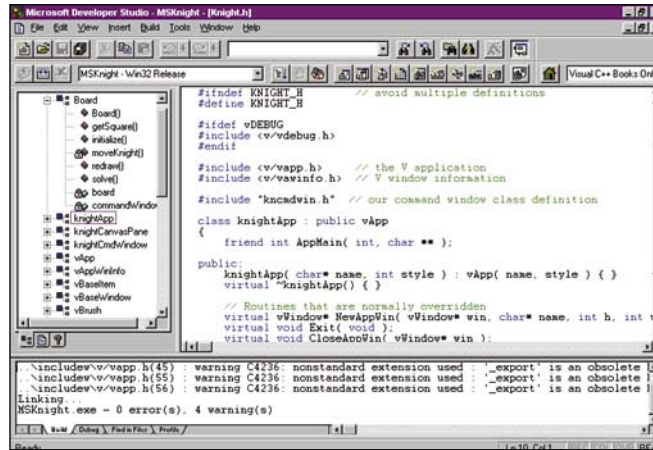 Microsoft Developer Studio - MSKnight - [Knight.h]
File Edit View Insert Build Tools Window Help
MSKnight - Win32 Release
Visual C++ Books Onl
Board
Board()
getSquare()
initialize()
moveKnight()
redraw()
solve()
board
commandWindow
knightApp
knightCanvasPane
knightCmdWindow
vApp
vAppWinInfo
vBaseItem
vBaseWindow
vBrush
#ifndef KNIGHT_H // avoid multiple definitions
#define KNIGHT_H
#ifdef vDEBUG
#include <v/vdebug.h>
#endif
#include <v/vapp.h> // the V application
#include <v/vawinfo.h> // V window information
#include "kncmdwin.h" // our command window class definition
class knightApp : public vApp
{
friend int AppMain( int, char ** );
public:
knightApp( char* name, int style ) : vApp( name, style ) { }
virtual ~knightApp() { }
// Routines that are normally overridden
virtual vWindow* NewAppWin( vWindow* win, char* name, int h, int w
virtual void Exit( void );
virtual void CloseAppWin( vWindow* win );
..\includew\v/vapp.h(45) : warning C4236: nonstandard extension used : '_export' is an obsolete
..\includew\v/vapp.h(55) : warning C4236: nonstandard extension used : '_export' is an obsolete
..\includew\v/vapp.h(56) : warning C4236: nonstandard extension used : '_export' is an obsolete
Linking...
MSKnight.exe - 0 error(s), 4 warning(s)
Build Debug Find in Files Profile
Ready
Ln 10, Col 1 REC COL OVR